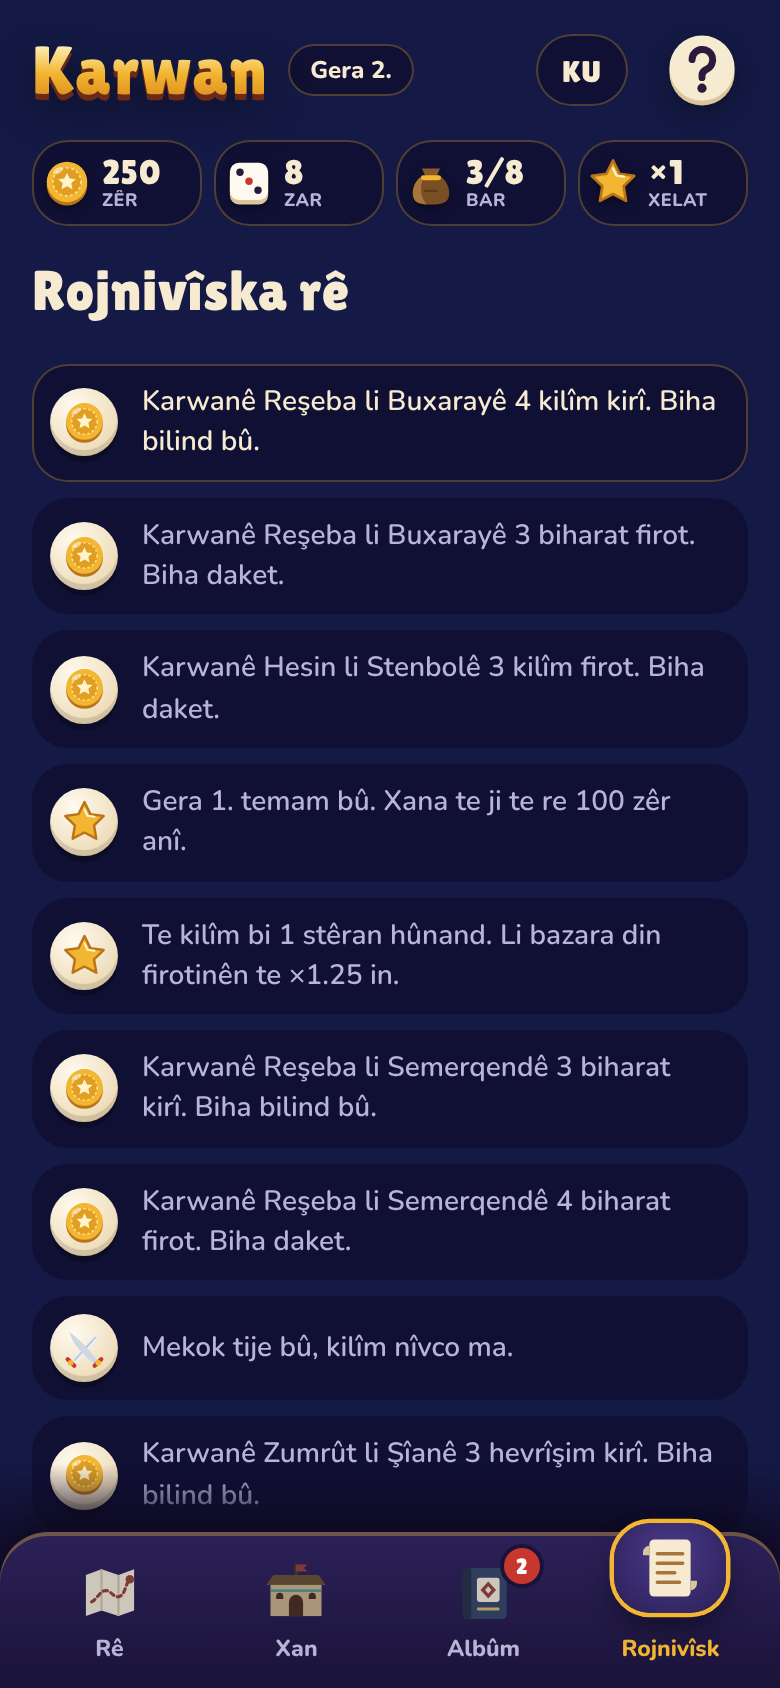 Karwan
Gera 2.
KU
?
250
ZÊR
8
ZAR
3/8
BAR
×1
XELAT
Rojnivîska rê
Karwanê Reşeba li Buxarayê 4 kilîm kirî. Biha
bilind bû.
Karwanê Reşeba li Buxarayê 3 biharat firot.
Biha daket.
Karwanê Hesin li Stenbolê 3 kilîm firot. Biha
daket.
Gera 1. temam bû. Xana te ji te re 100 zêr
anî.
Te kilîm bi 1 stêran hûnand. Li bazara din
firotinên te ×1.25 in.
Karwanê Reşeba li Semerqendê 3 biharat
kirî. Biha bilind bû.
Karwanê Reşeba li Semerqendê 4 biharat
firot. Biha daket.
Mekok tije bû, kilîm nîvco ma.
Karwanê Zumrût li Şîanê 3 hevrîşim kirî. Biha
bilind bû.
2
Rê
Xan
Albûm
Rojnivîsk